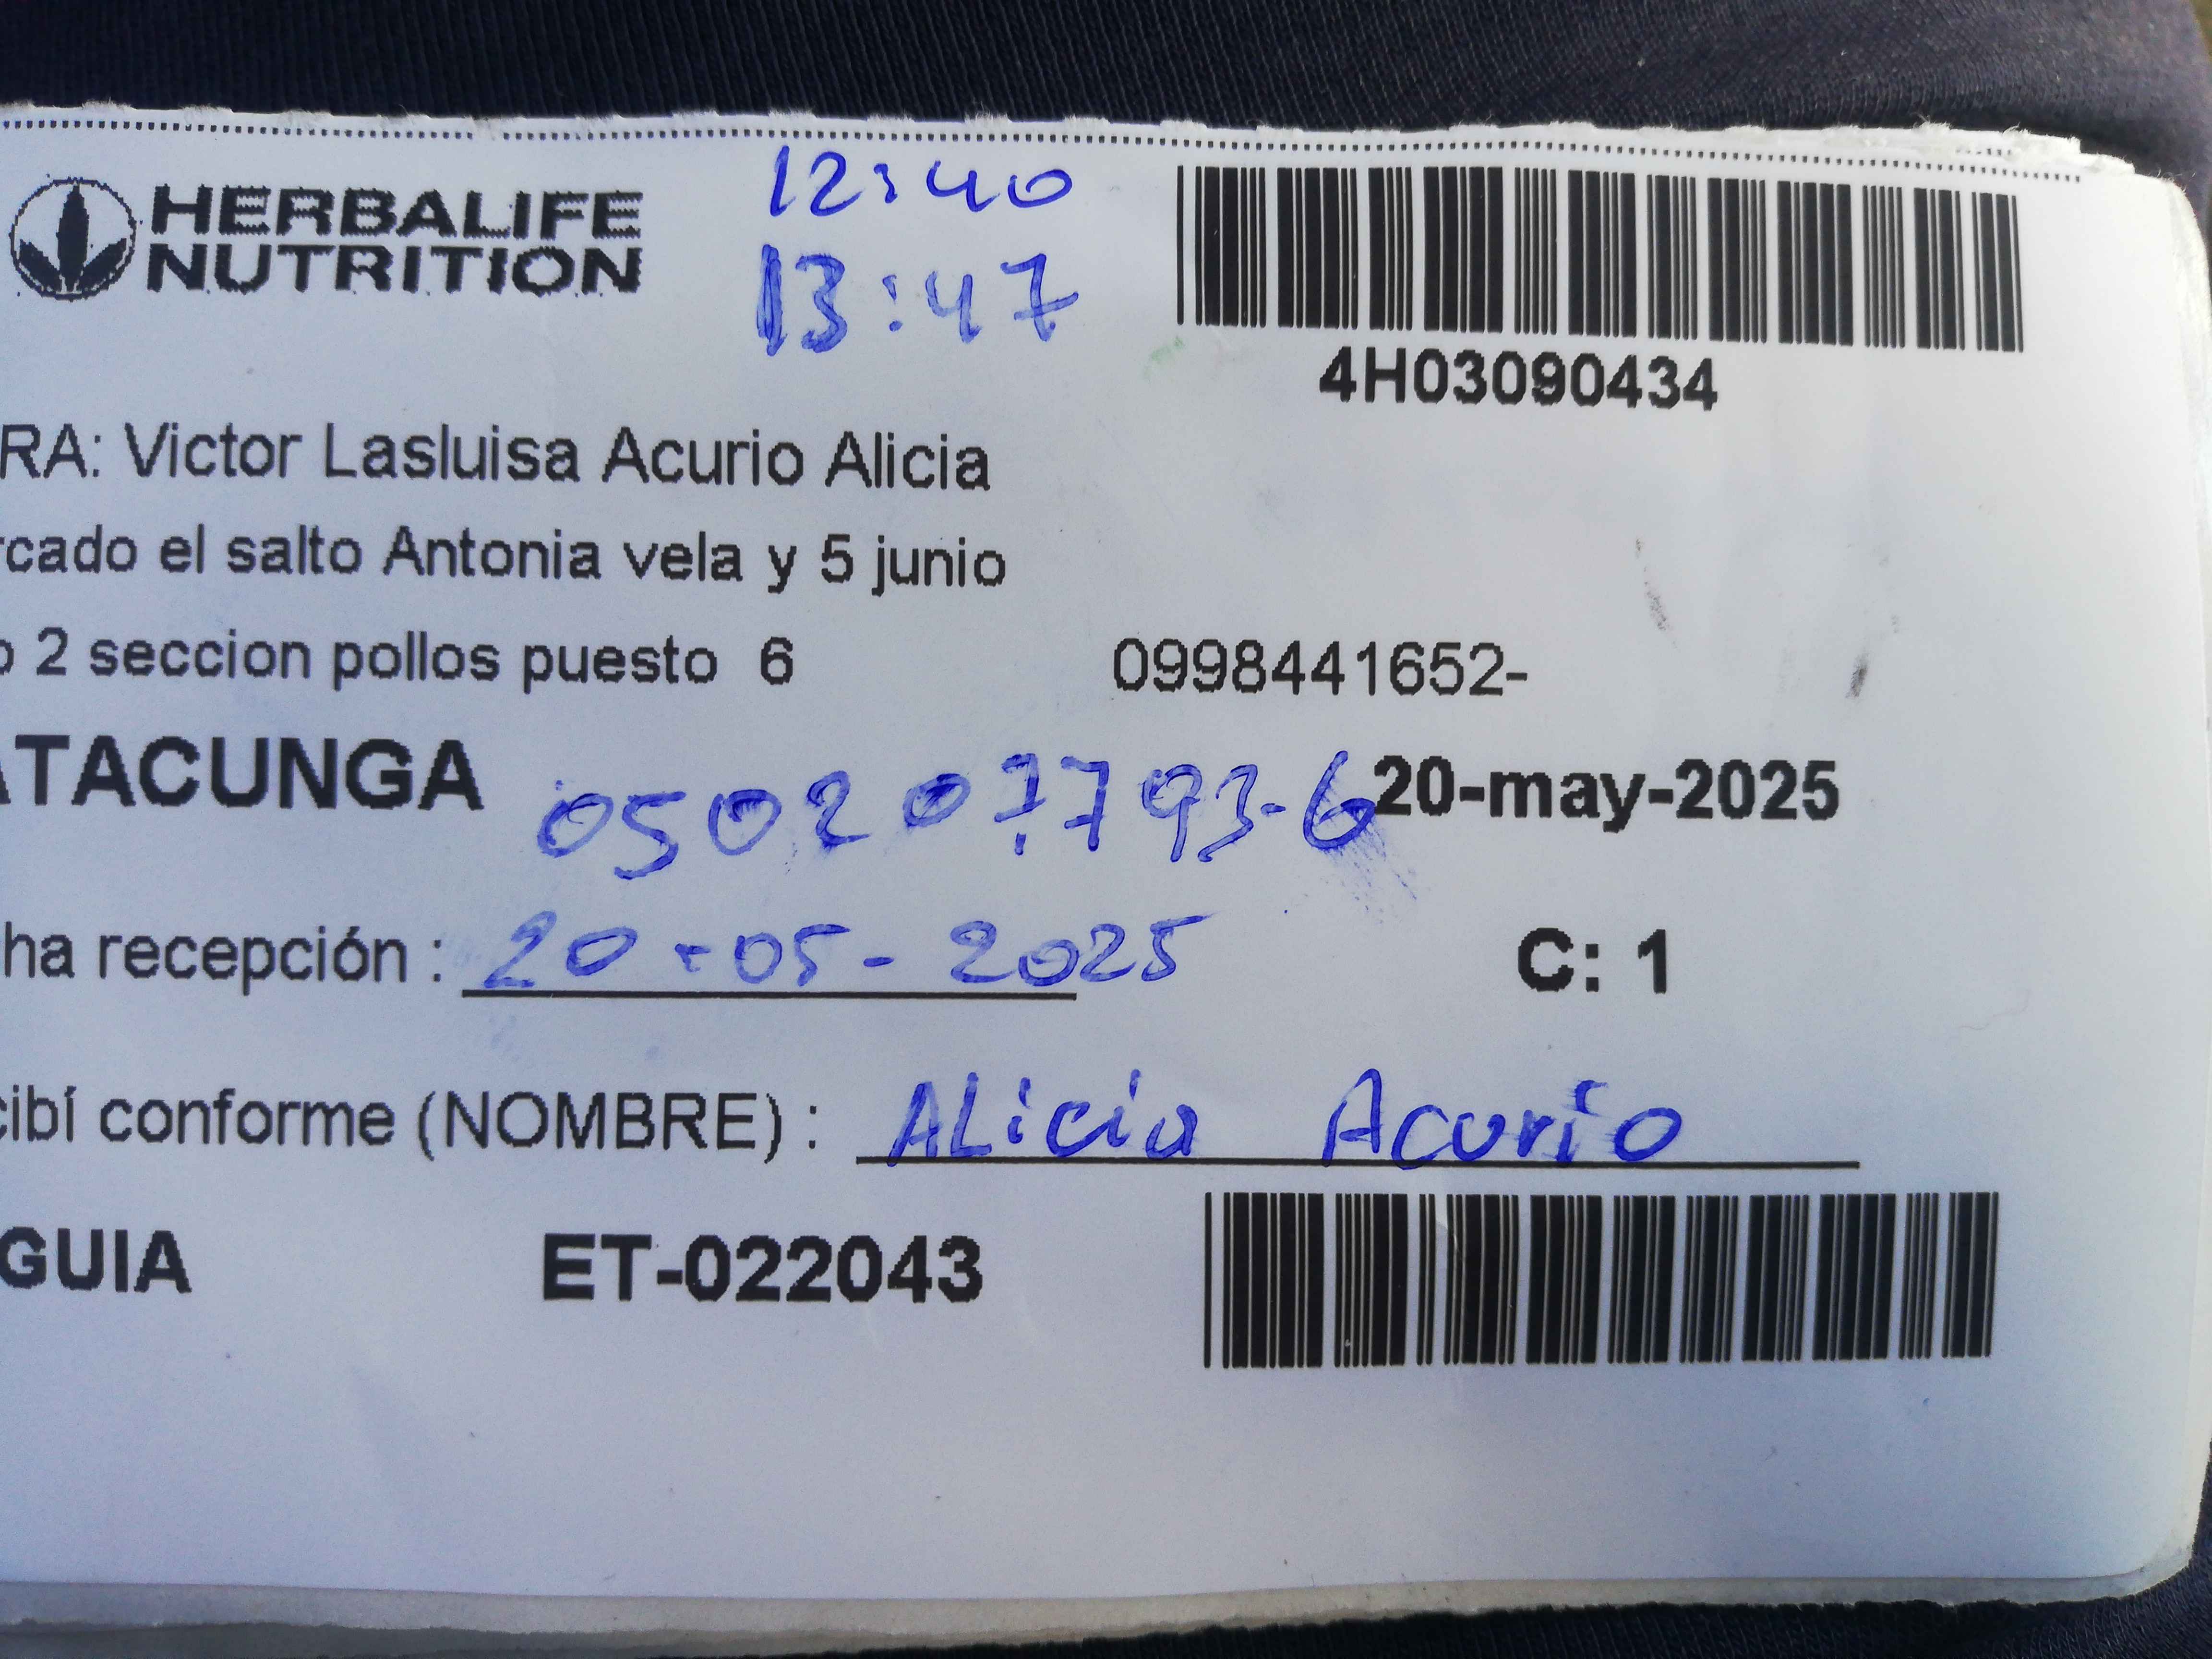 HERBALIFE
NUTRITION
12:40
13:47
4H03090434
RA: Victor Lasluisa Acurio Alicia
rcado el salto Antonia vela y 5 junio
o 2 seccion pollos puesto 6 0998441652-
ATACUNGA 050207793-6 20-may-2025
ha recepción : 20-05-2025 C: 1
cibí conforme (NOMBRE) : ALicia Acurio
GUIA ET-022043